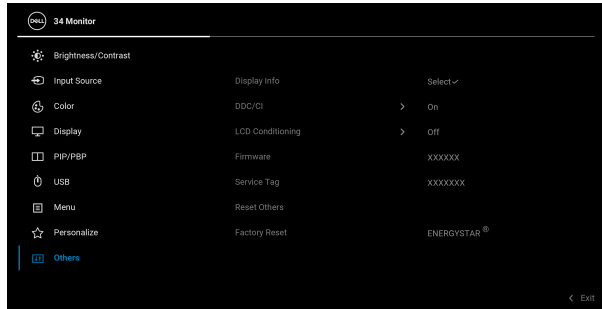 DELL 34 Monitor
Brightness/Contrast
Input Source Display Info Select✓
Color DDC/CI > On
Display LCD Conditioning > Off
PIP/PBP Firmware XXXXXX
USB Service Tag XXXXXXX
Menu Reset Others
Personalize Factory Reset ENERGYSTAR ®
Others
< Exit